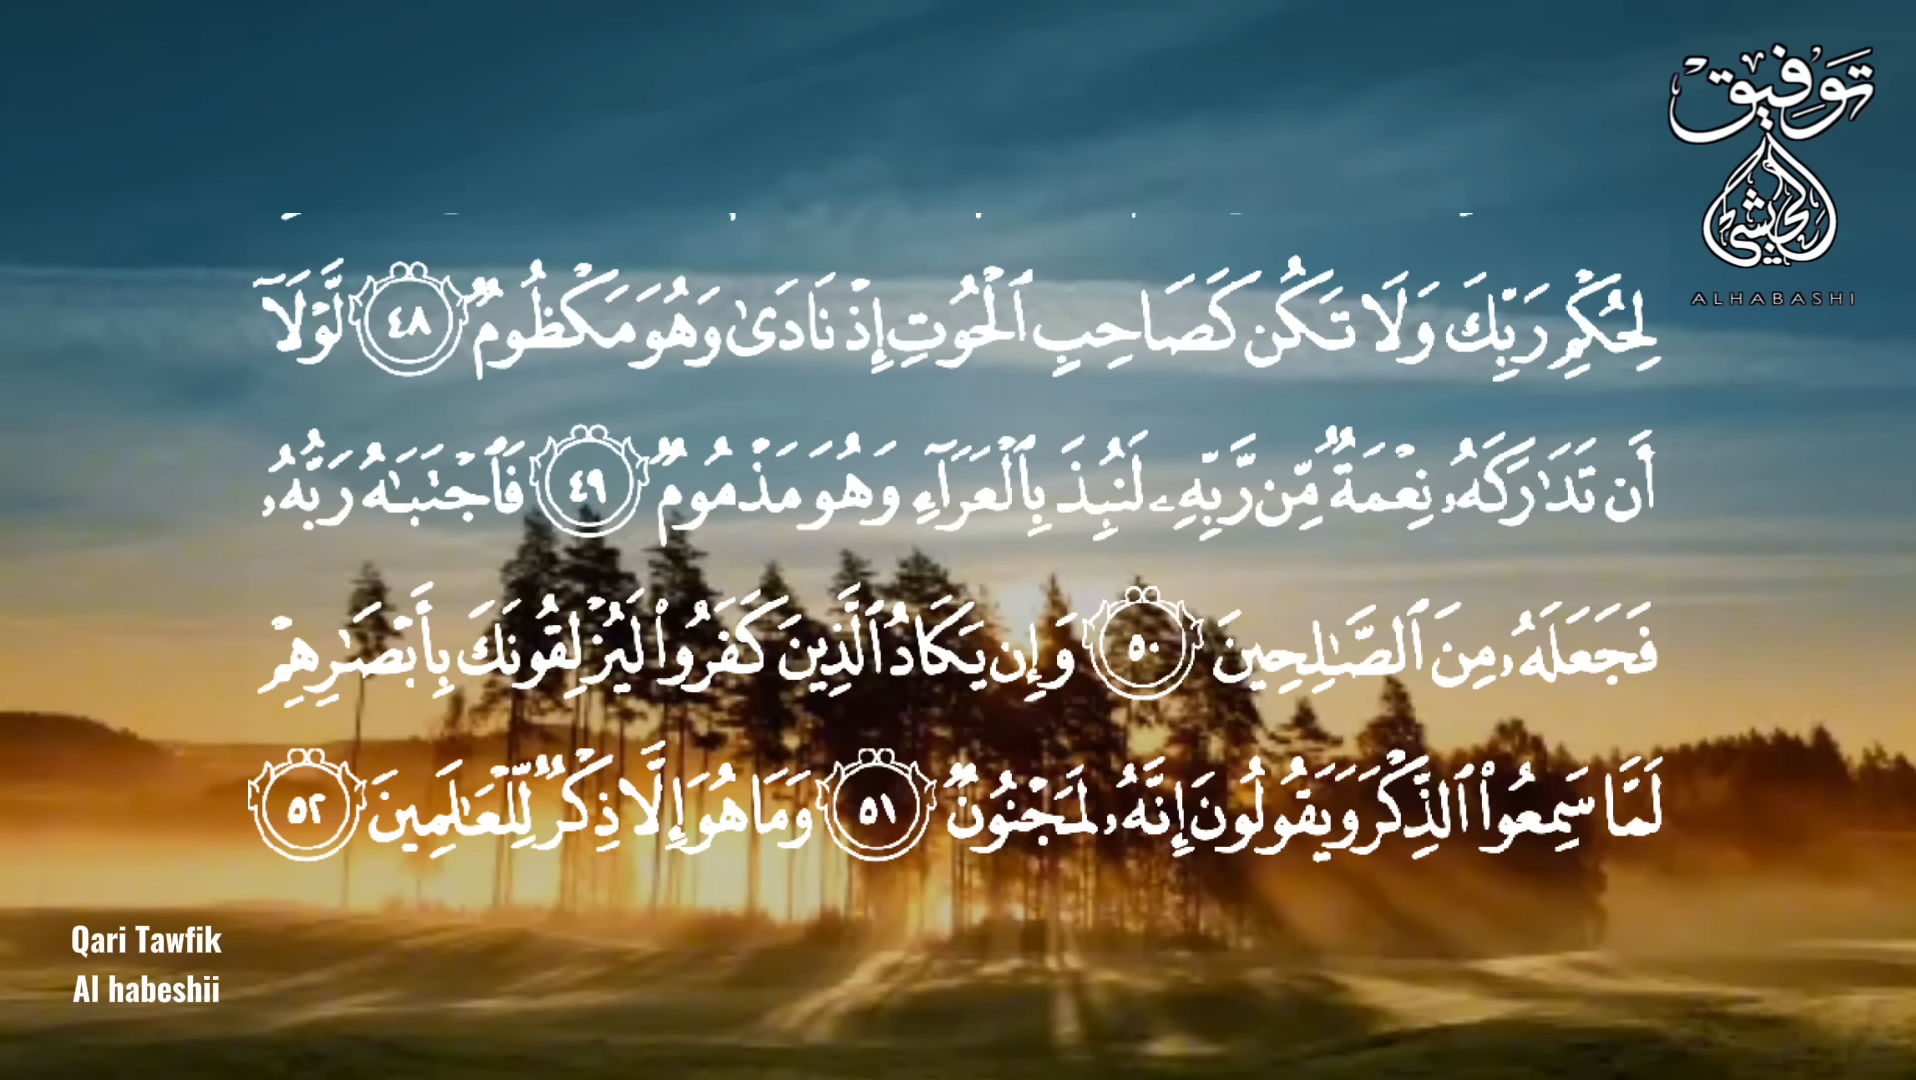 توفيق
الحبشي
ALHABASHI
لِحُكْمِ رَبِّكَ وَلَا تَكُن كَصَاحِبِ ٱلْحُوتِ إِذْ نَادَىٰ وَهُوَ مَكْظُومٌ ٤٨ لَّوْلَآ
أَن تَدَٰرَكَهُۥ نِعْمَةٌ مِّن رَّبِّهِۦ لَنُبِذَ بِٱلْعَرَآءِ وَهُوَ مَذْمُومٌ ٤٩ فَٱجْتَبَٰهُ رَبُّهُۥ
فَجَعَلَهُۥ مِنَ ٱلصَّٰلِحِينَ ٥٠ وَإِن يَكَادُ ٱلَّذِينَ كَفَرُوا۟ لَيُزْلِقُونَكَ بِأَبْصَٰرِهِمْ
لَمَّا سَمِعُوا۟ ٱلذِّكْرَ وَيَقُولُونَ إِنَّهُۥ لَمَجْنُونٌ ٥١ وَمَا هُوَ إِلَّا ذِكْرٌ لِّلْعَٰلَمِينَ ٥٢
Qari Tawfik
Al habeshii